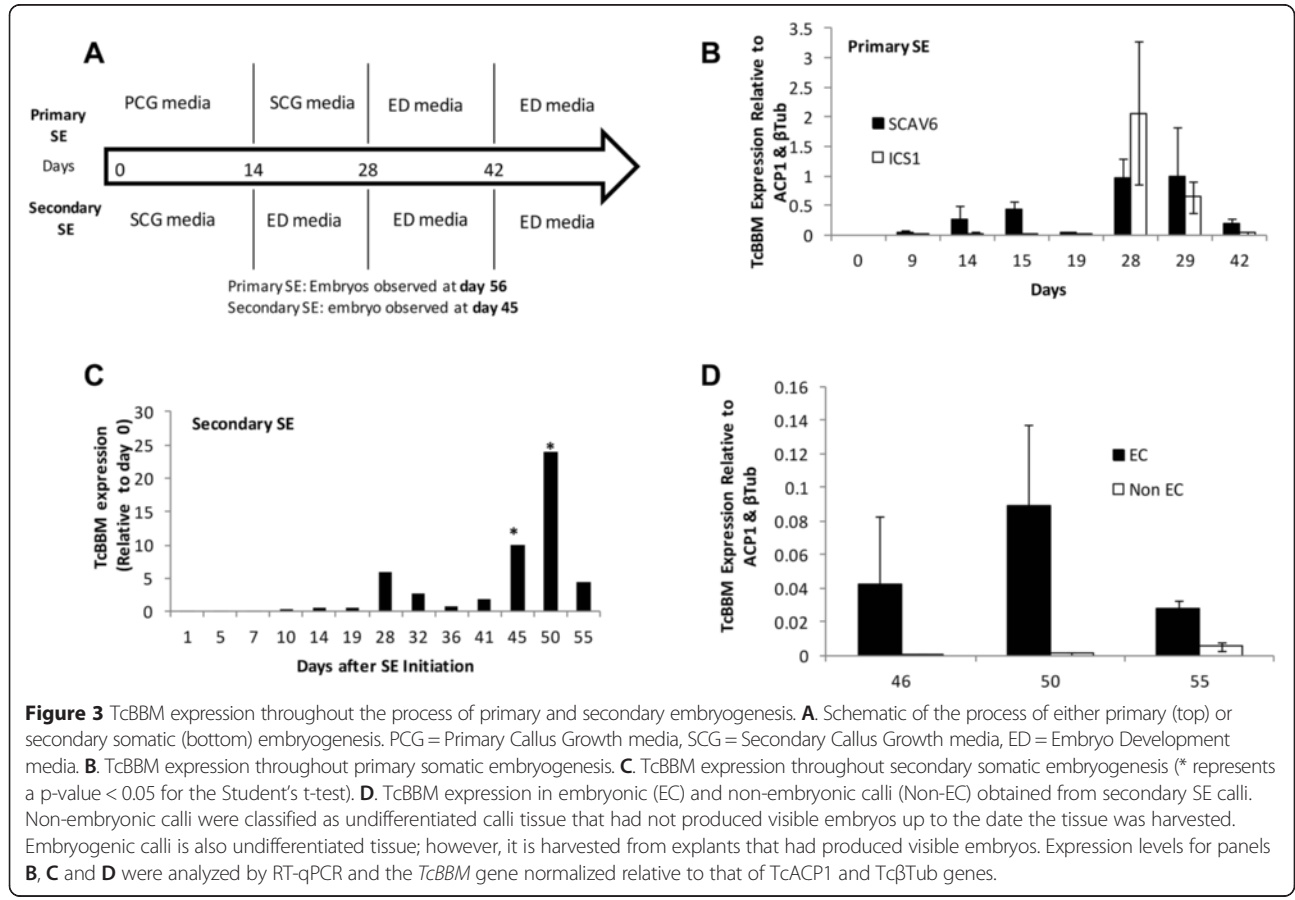 A
PCG media SCG media ED media ED media
Primary
SE
Days 0 14 28 42
Secondary
SE
SCG media ED media ED media ED media
Primary SE: Embryos observed at day 56
Secondary SE: embryo observed at day 45
B
TcBBM Expression Relative to
ACP1 & βTub
Primary SE
SCAV6
ICS1
3.5
3
2.5
2
1.5
1
0.5
0
0 9 14 15 19 28 29 42
Days
C
TcBBM expression
(Relative to day 0)
Secondary SE
30
25
20
15
10
5
0
* *
1 5 7 10 14 19 28 32 36 41 45 50 55
Days after SE Initiation
D
TcBBM Expression Relative to
ACP1 & βTub
0.16
0.14
0.12
0.1
0.08
0.06
0.04
0.02
0
EC
Non EC
46 50 55
Figure 3 TcBBM expression throughout the process of primary and secondary embryogenesis. A. Schematic of the process of either primary (top) or
secondary somatic (bottom) embryogenesis. PCG = Primary Callus Growth media, SCG = Secondary Callus Growth media, ED = Embryo Development
media. B. TcBBM expression throughout primary somatic embryogenesis. C. TcBBM expression throughout secondary somatic embryogenesis (* represents
a p-value < 0.05 for the Student's t-test). D. TcBBM expression in embryonic (EC) and non-embryonic calli (Non-EC) obtained from secondary SE calli.
Non-embryonic calli were classified as undifferentiated calli tissue that had not produced visible embryos up to the date the tissue was harvested.
Embryogenic calli is also undifferentiated tissue; however, it is harvested from explants that had produced visible embryos. Expression levels for panels
B, C and D were analyzed by RT-qPCR and the TcBBM gene normalized relative to that of TcACP1 and TcβTub genes.